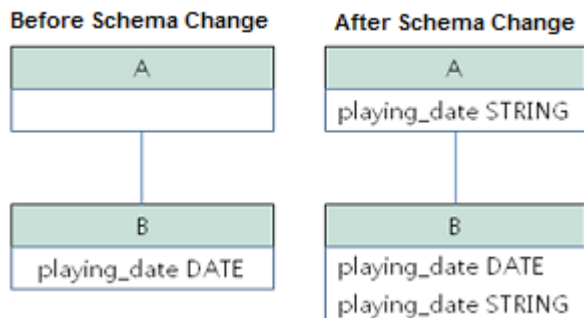 Before Schema Change
A
B
playing_date DATE
After Schema Change
A
playing_date STRING
B
playing_date DATE
playing_date STRING